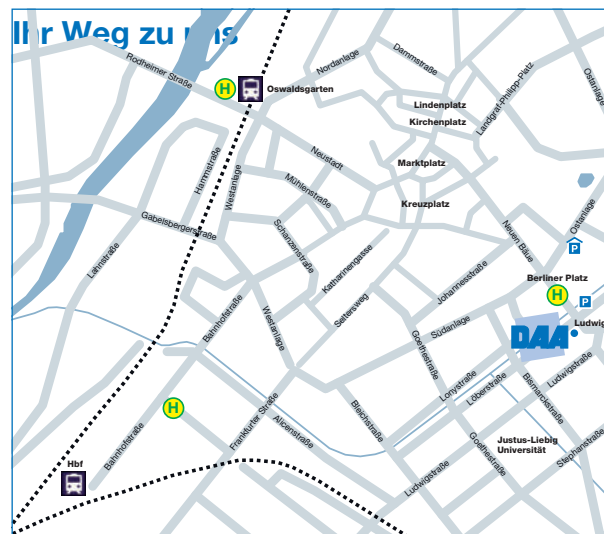 Ihr Weg zu uns
Rodheimer Straße
H
Oswaldsgarten
Nordanlage
Dammstraße
Landgraf-Philipp-Platz
Ostanlage
Lindenplatz
Kirchenplatz
Marktplatz
Kreuzplatz
Neustadt
Hammstraße
Westanlage
Mühlenstraße
Gabelsbergerstraße
Schanzenstraße
Katharinengasse
Seltersweg
Johannesstraße
Neuen Bäue
Ostanlage
P
Berliner Platz
H
P
Lahnstraße
Bahnhofstraße
Westanlage
Südanlage
Goethestraße
DAA
Ludwig
Lonystraße
Löberstraße
Ludwigstraße
Bismarckstraße
Bleichstraße
H
Frankfurter Straße
Alicenstraße
Bahnhofstraße
Hbf
Goethestraße
Justus-Liebig
Universität
Stephanstraße
Ludwigstraße